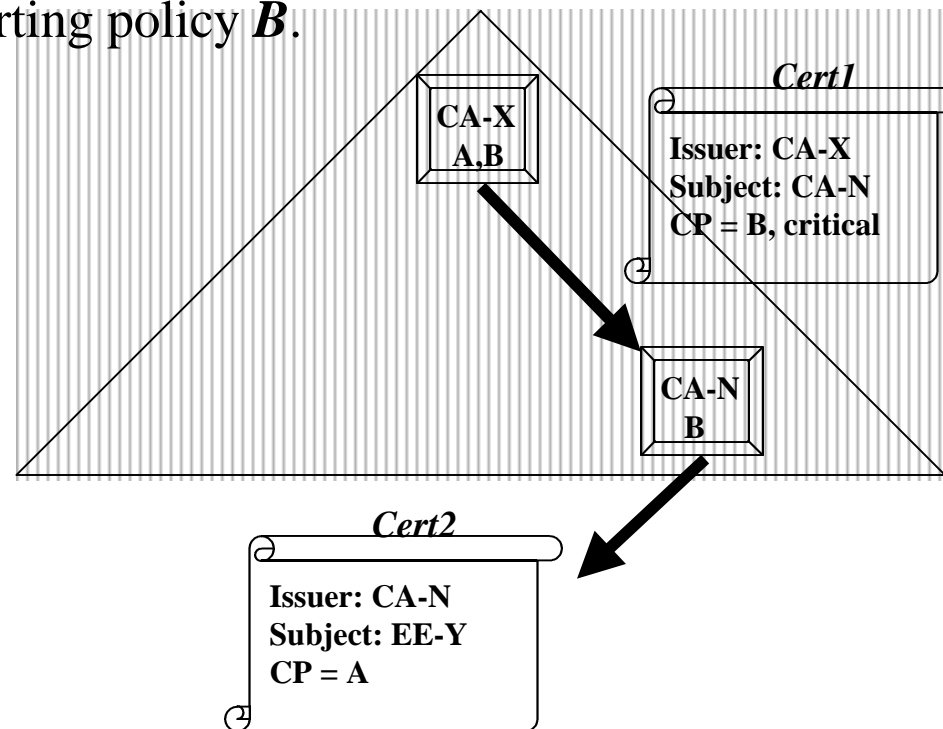 rting policy B.
Cert1
CA-X
A,B
Issuer: CA-X
Subject: CA-N
CP = B, critical
CA-N
B
Cert2
Issuer: CA-N
Subject: EE-Y
CP = A